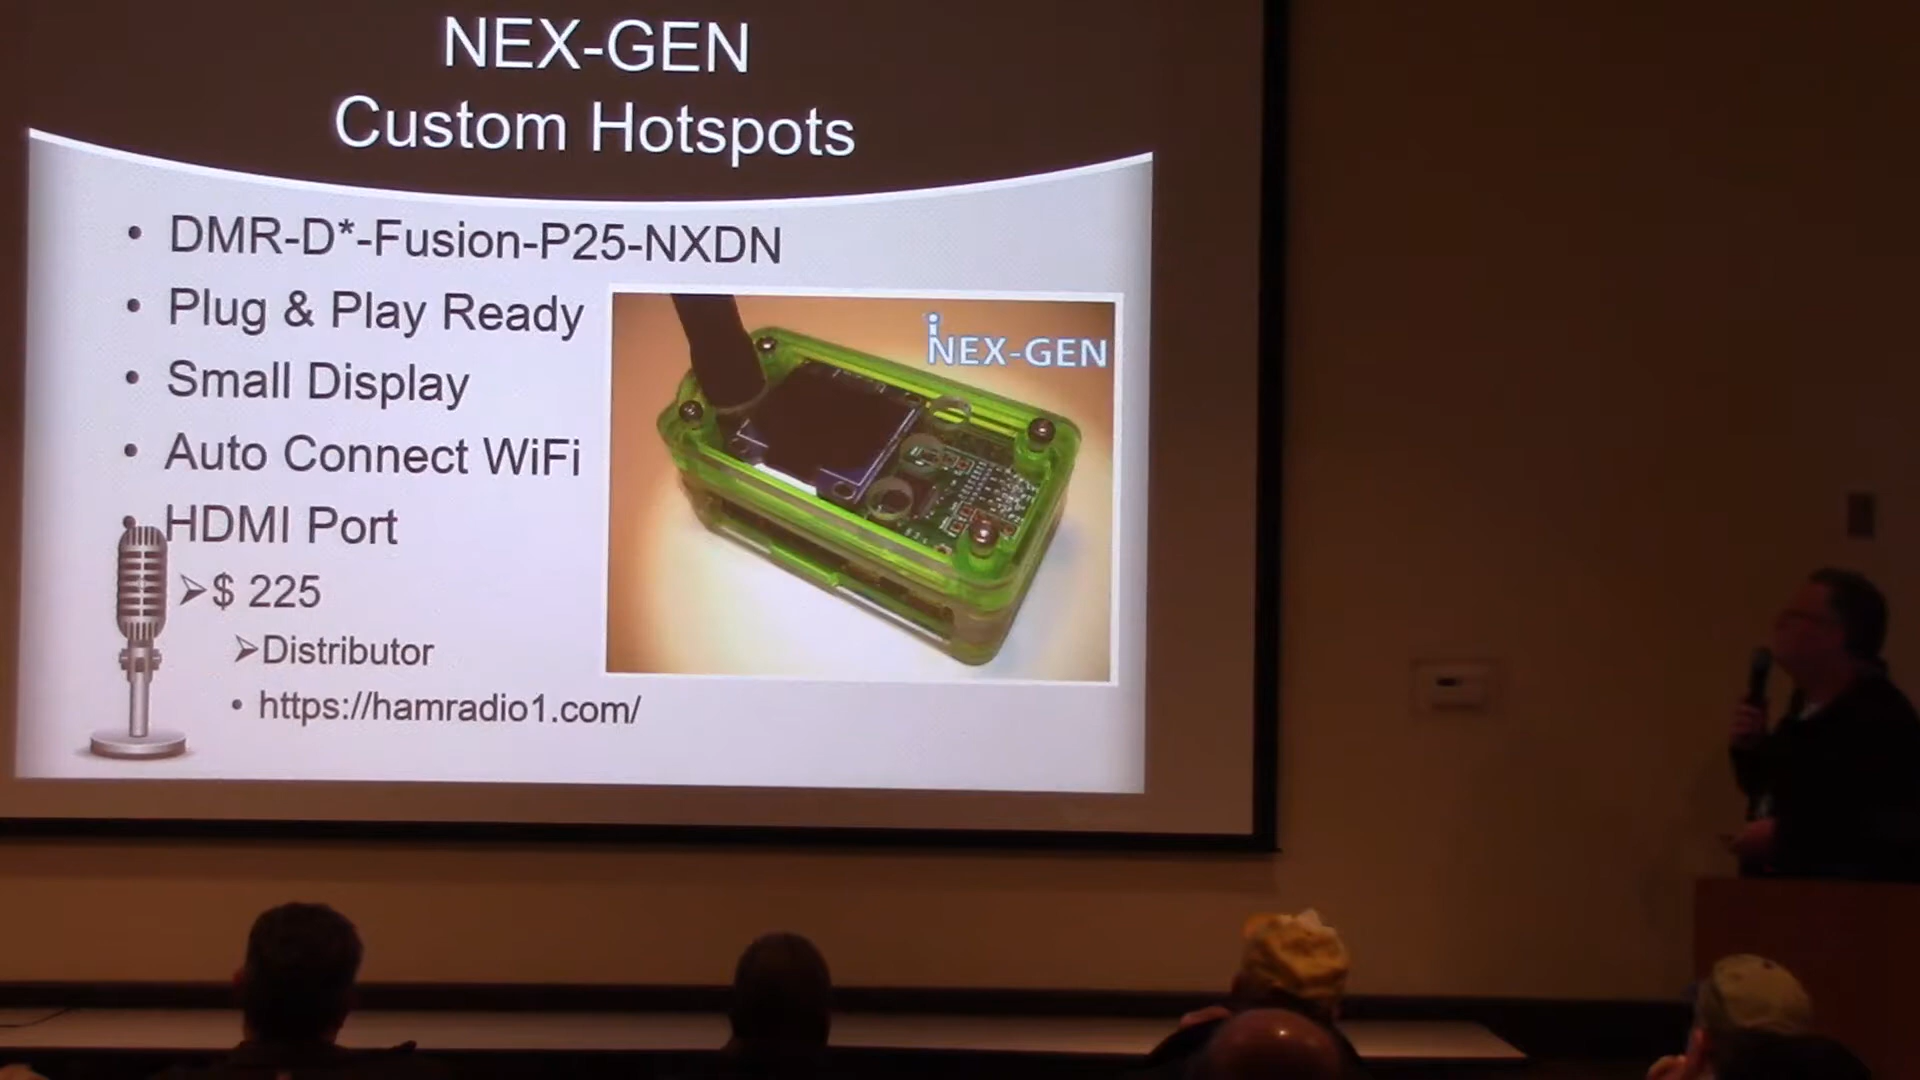 NEX-GEN
Custom Hotspots
• DMR-D*-Fusion-P25-NXDN
• Plug & Play Ready
• Small Display
• Auto Connect WiFi
• HDMI Port
➢$ 225
➢Distributor
• https://hamradio1.com/
iNEX-GEN